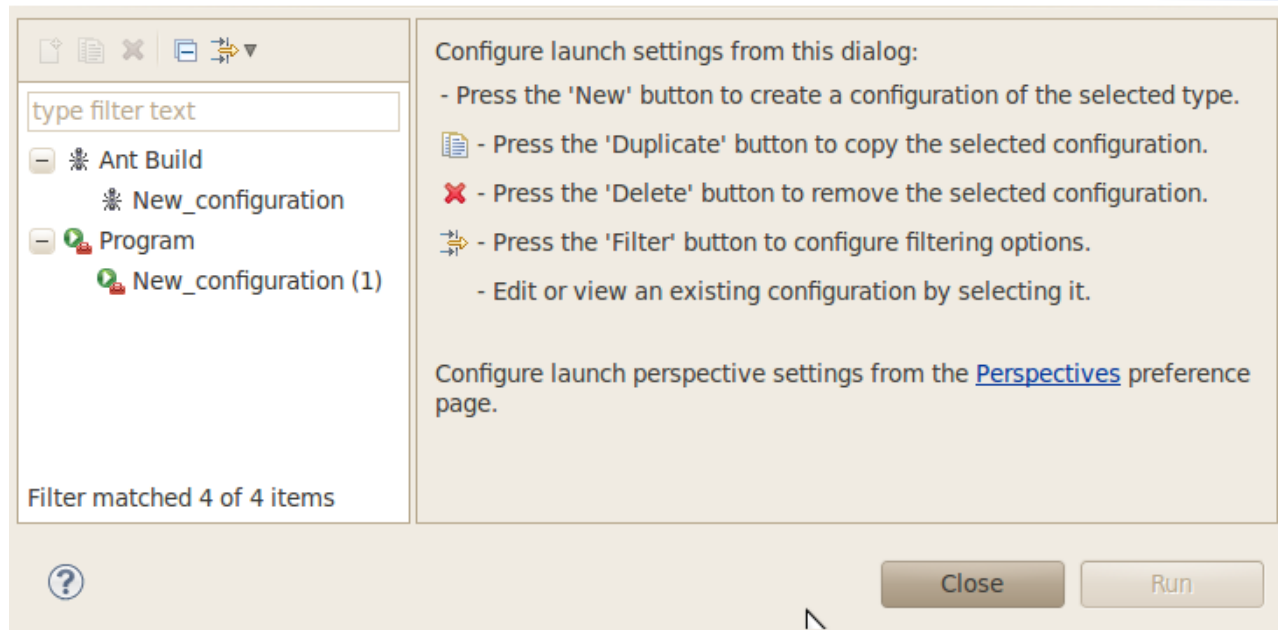 type filter text
Ant Build
New_configuration
Program
New_configuration (1)
Filter matched 4 of 4 items
Configure launch settings from this dialog:
- Press the 'New' button to create a configuration of the selected type.
- Press the 'Duplicate' button to copy the selected configuration.
- Press the 'Delete' button to remove the selected configuration.
- Press the 'Filter' button to configure filtering options.
- Edit or view an existing configuration by selecting it.
Configure launch perspective settings from the Perspectives preference
page.
?
Close
Run